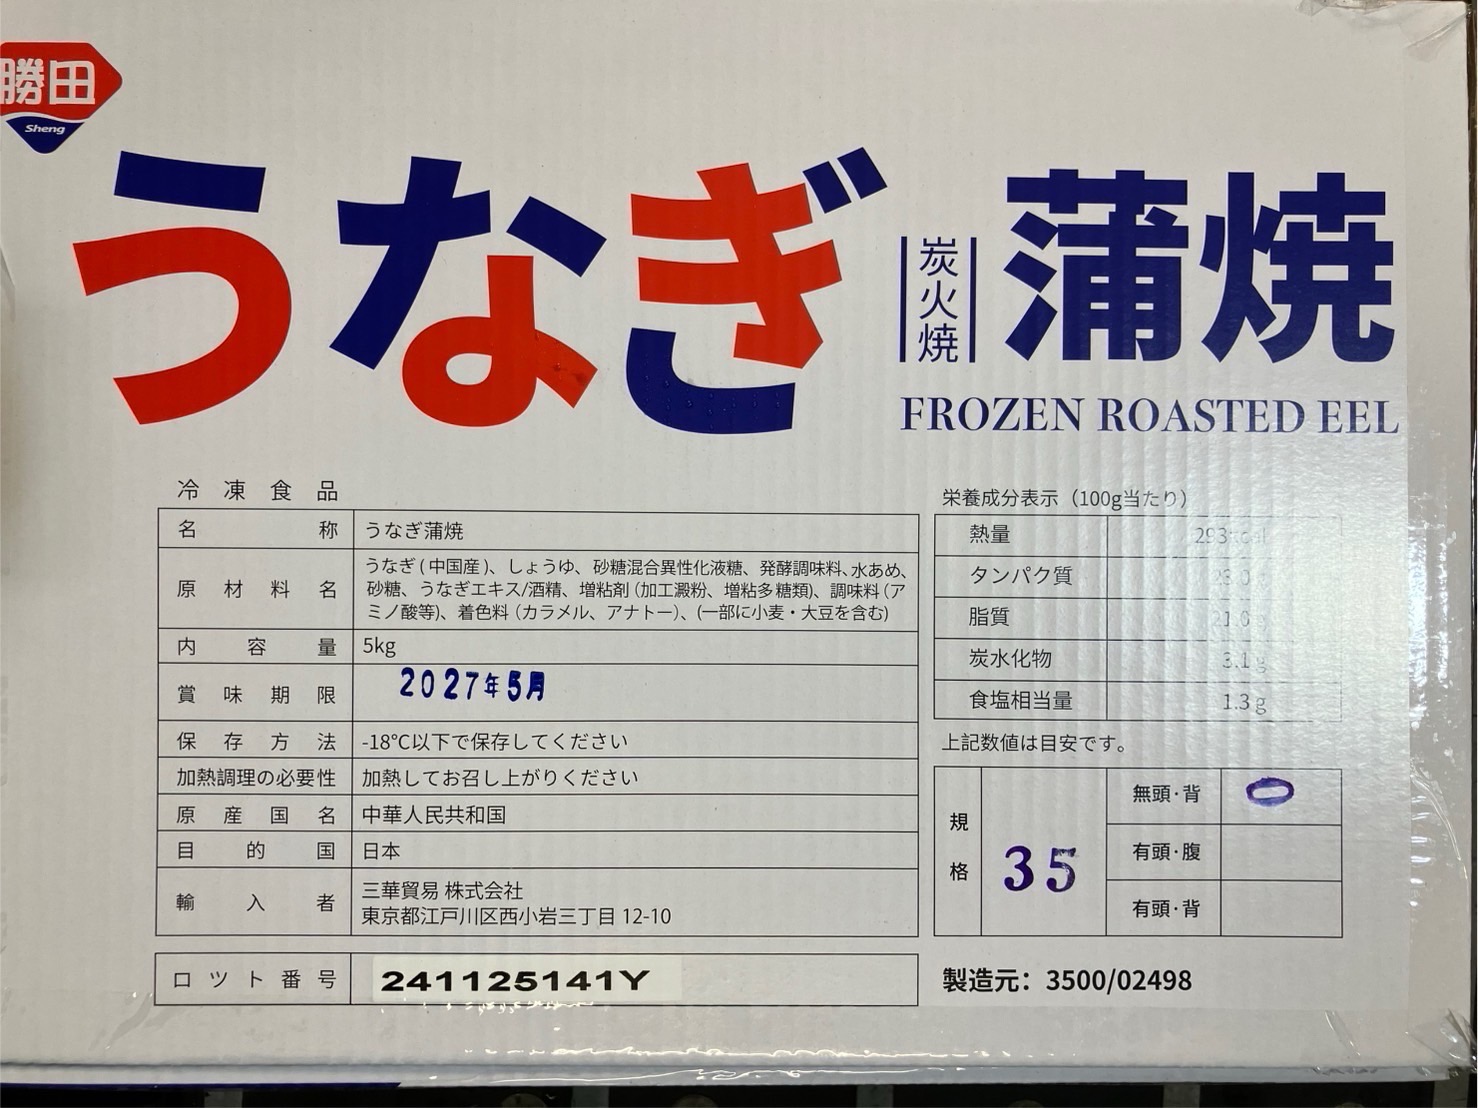 勝田
Sheng
うなぎ
炭火焼
蒲焼
FROZEN ROASTED EEL
冷凍食品
名称 うなぎ蒲焼
原材料名 うなぎ(中国産)、しょうゆ、砂糖混合異性化液糖、発酵調味料、水あめ、
砂糖、うなぎエキス/酒精、増粘剤(加工澱粉、増粘多糖類)、調味料(ア
ミノ酸等)、着色料(カラメル、アナトー)、(一部に小麦・大豆を含む)
内容量 5kg
賞味期限 2027年5月
保存方法 -18℃以下で保存してください
加熱調理の必要性 加熱してお召し上がりください
原産国名 中華人民共和国
目的国 日本
輸入者 三華貿易 株式会社
東京都江戸川区西小岩三丁目 12-10
ロット番号 241125141Y
栄養成分表示（100g当たり）
熱量 293kcal
タンパク質 23.0g
脂質 21.0g
炭水化物 3.1g
食塩相当量 1.3g
上記数値は目安です。
規格 35
無頭・背
有頭・腹
有頭・背
製造元：3500/02498